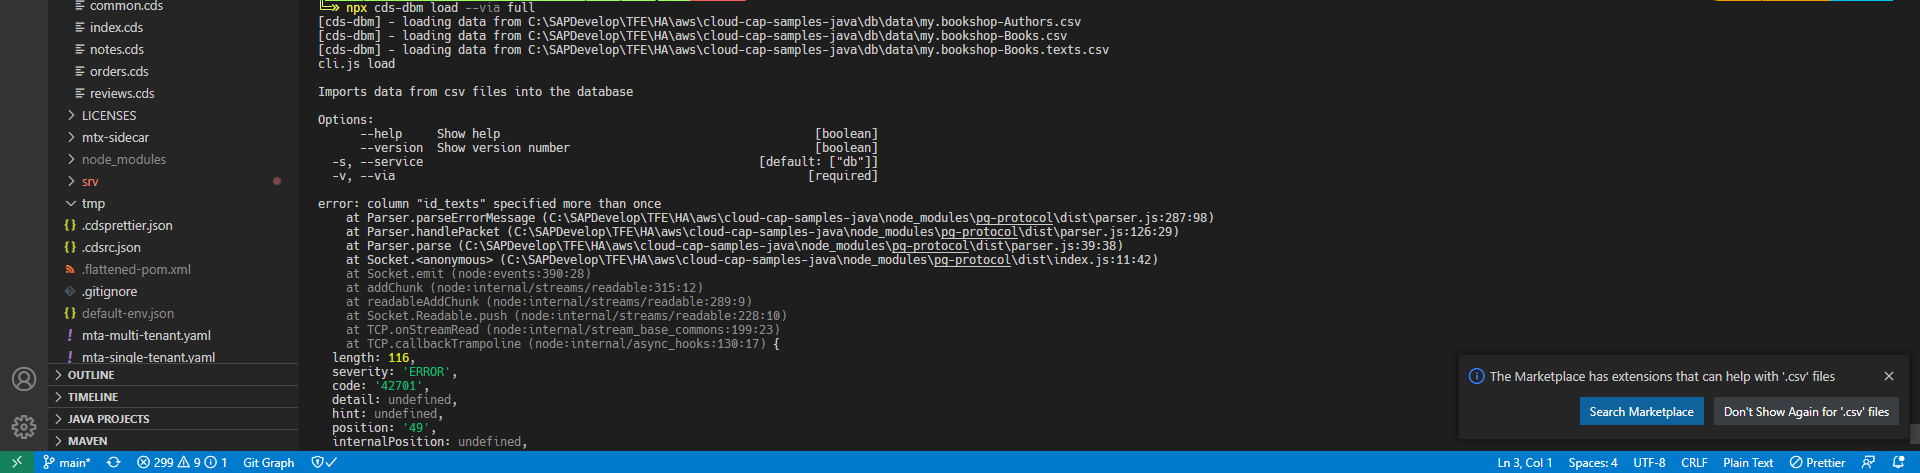 common.cds
index.cds
notes.cds
orders.cds
reviews.cds
LICENSES
mtx-sidecar
node_modules
srv
tmp
.cdsprettier.json
.cdsrc.json
.flattened-pom.xml
.gitignore
default-env.json
mta-multi-tenant.yaml
mta-single-tenant.yaml
OUTLINE
TIMELINE
JAVA PROJECTS
MAVEN
npx cds-dbm load --via full
[cds-dbm] - loading data from C:\SAPDevelop\TFE\HA\aws\cloud-cap-samples-java\db\data\my.bookshop-Authors.csv
[cds-dbm] - loading data from C:\SAPDevelop\TFE\HA\aws\cloud-cap-samples-java\db\data\my.bookshop-Books.csv
[cds-dbm] - loading data from C:\SAPDevelop\TFE\HA\aws\cloud-cap-samples-java\db\data\my.bookshop-Books.texts.csv
cli.js load
Imports data from csv files into the database
Options:
--help Show help [boolean]
--version Show version number [boolean]
-s, --service [default: ["db"]]
-v, --via [required]
error: column "id_texts" specified more than once
at Parser.parseErrorMessage (C:\SAPDevelop\TFE\HA\aws\cloud-cap-samples-java\node_modules\pg-protocol\dist\parser.js:287:98)
at Parser.handlePacket (C:\SAPDevelop\TFE\HA\aws\cloud-cap-samples-java\node_modules\pg-protocol\dist\parser.js:126:29)
at Parser.parse (C:\SAPDevelop\TFE\HA\aws\cloud-cap-samples-java\node_modules\pg-protocol\dist\parser.js:39:38)
at Socket.<anonymous> (C:\SAPDevelop\TFE\HA\aws\cloud-cap-samples-java\node_modules\pg-protocol\dist\index.js:11:42)
at Socket.emit (node:events:390:28)
at addChunk (node:internal/streams/readable:315:12)
at readableAddChunk (node:internal/streams/readable:289:9)
at Socket.Readable.push (node:internal/streams/readable:228:10)
at TCP.onStreamRead (node:internal/stream_base_commons:199:23)
at TCP.callbackTrampoline (node:internal/async_hooks:130:17) {
length: 116,
severity: 'ERROR',
code: '42701',
detail: undefined,
hint: undefined,
position: '49',
internalPosition: undefined,
The Marketplace has extensions that can help with '.csv' files
Search Marketplace
Don't Show Again for '.csv' files
main* 299 9 1 Git Graph Ln 3, Col 1 Spaces: 4 UTF-8 CRLF Plain Text Prettier